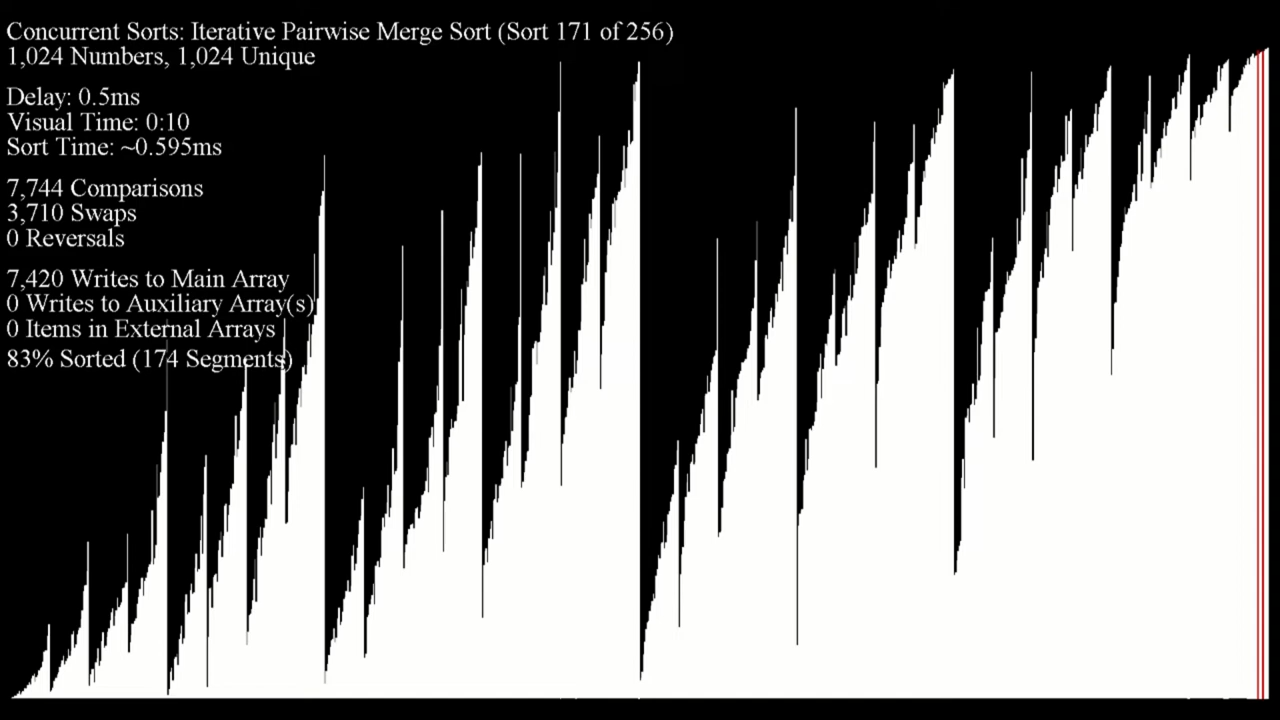 Concurrent Sorts: Iterative Pairwise Merge Sort (Sort 171 of 256)
1,024 Numbers, 1,024 Unique
Delay: 0.5ms
Visual Time: 0:10
Sort Time: ~0.595ms
7,744 Comparisons
3,710 Swaps
0 Reversals
7,420 Writes to Main Array
0 Writes to Auxiliary Array(s)
0 Items in External Arrays
83% Sorted (174 Segments)